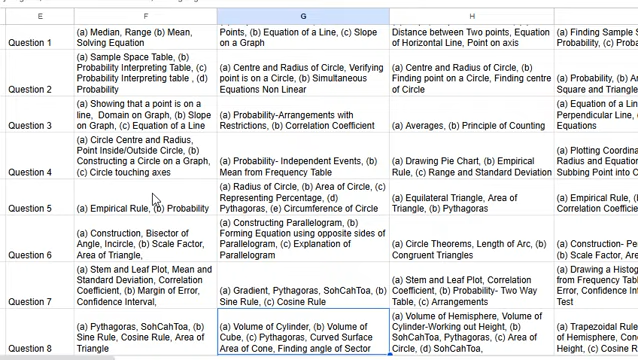 E F G H
Question 1
(a) Median, Range (b) Mean,
Solving Equation
Points, (b) Equation of a Line, (c) Slope
on a Graph
Distance between Two points, Equation
of Horizontal Line, Point on axis
(a) Finding Sample S
Probability, (c) Prob
Question 2
(a) Sample Space Table, (b)
Probability Interpreting Table, (c)
Probability Interpreting table , (d)
Probability
(a) Centre and Radius of Circle, Verifying
point is on a Circle, (b) Simultaneous
Equations Non Linear
(a) Centre and Radius of Circle, (b)
Finding point on a Circle, Finding centre
of Circle
(a) Probability, (b) Ar
Square and Triangle
Question 3
(a) Showing that a point is on a
line, Domain on Graph, (b) Slope
on Graph, (c) Equation of a Line
(a) Probability-Arrangements with
Restrictions, (b) Correlation Coefficient
(a) Averages, (b) Principle of Counting
(a) Equation of a Line
Perpendicular Line, (
Equations
Question 4
(a) Circle Centre and Radius,
Point Inside/Outside Circle, (b)
Constructing a Circle on a Graph,
(c) Circle touching axes
(a) Probability- Independent Events, (b)
Mean from Frequency Table
(a) Drawing Pie Chart, (b) Empirical
Rule, (c) Range and Standard Deviation
(a) Plotting Coordina
Radius and Equation
Subbing Point into C
Question 5
(a) Empirical Rule, (b) Probability
(a) Radius of Circle, (b) Area of Circle, (c)
Representing Percentage, (d)
Pythagoras, (e) Circumference of Circle
(a) Equilateral Triangle, Area of
Triangle, (b) Pythagoras
(a) Empirical Rule, (
Correlation Coefficie
Question 6
(a) Construction, Bisector of
Angle, Incircle, (b) Scale Factor,
Area of Triangle,
(a) Constructing Parallelogram, (b)
Forming Equation using opposite sides of
Parallelogram, (c) Explanation of
Parallelogram
(a) Circle Theorems, Length of Arc, (b)
Congruent Triangles
(a) Construction- Pe
(b) Scale Factor, Are
Question 7
(a) Stem and Leaf Plot, Mean and
Standard Deviation, Correlation
Coefficient, (b) Margin of Error,
Confidence Interval,
(a) Gradient, Pythagoras, (b)
Sine Rule, (c) Cosine Rule
(a) Stem and Leaf Plot, Correlation
Coefficient, (b) Probability- Two Way
Table, (c) Arrangements
(a) Drawing a Histog
from Frequency Tabl
Error, Confidence Int
Test
Question 8
(a) Pythagoras, SohCahToa, (b)
Sine Rule, Cosine Rule, Area of
Triangle
(a) Volume of Cylinder, (b) Volume of
Cube, (c) Pythagoras, Curved Surface
Area of Cone, Finding angle of Sector
(a) Volume of Hemisphere, Volume of
Cylinder-Working out Height, (b)
SohCahToa, Pythagoras, (c) Area of
Circle, (d) SohCahToa,
(a) Trapezoidal Rule,
SohCahToa, Cosine R
Factor